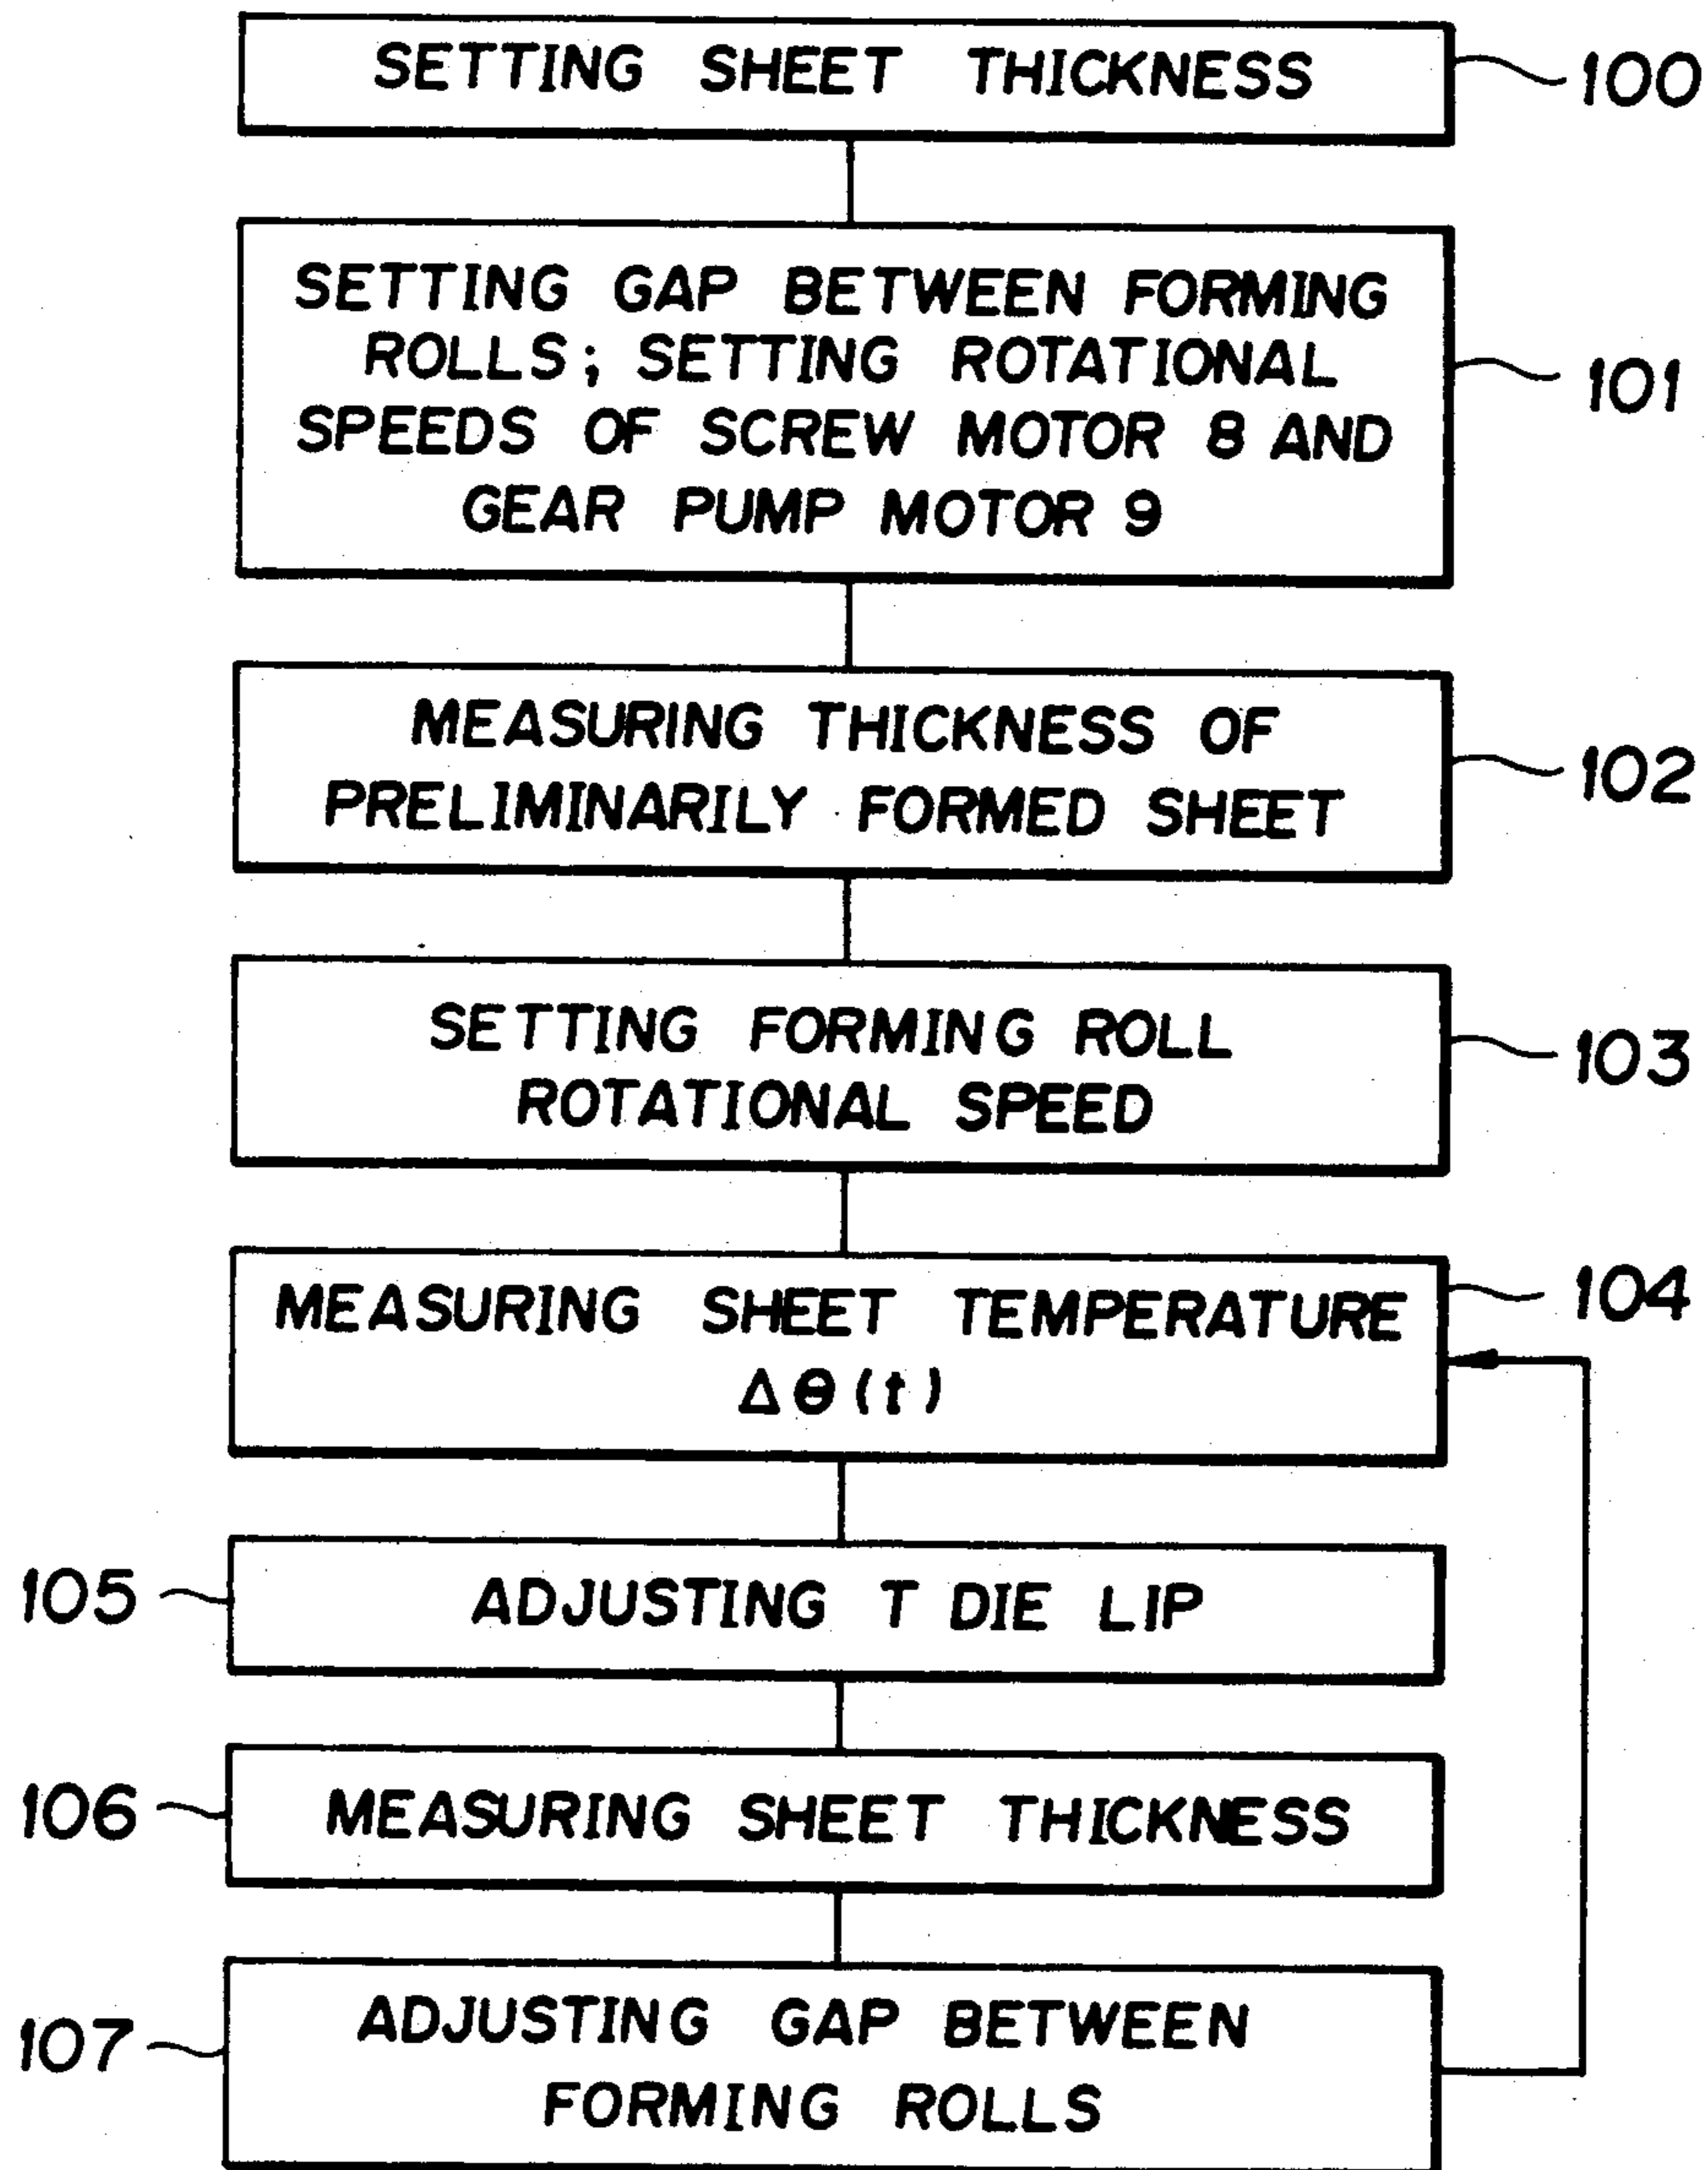 SETTING SHEET THICKNESS
100
SETTING GAP BETWEEN FORMING
ROLLS; SETTING ROTATIONAL
SPEEDS OF SCREW MOTOR 8 AND
GEAR PUMP MOTOR 9
101
MEASURING THICKNESS OF
PRELIMINARILY FORMED SHEET
102
SETTING FORMING ROLL
ROTATIONAL SPEED
103
MEASURING SHEET TEMPERATURE
Δθ(t)
104
105
ADJUSTING T DIE LIP
106
MEASURING SHEET THICKNESS
107
ADJUSTING GAP BETWEEN
FORMING ROLLS